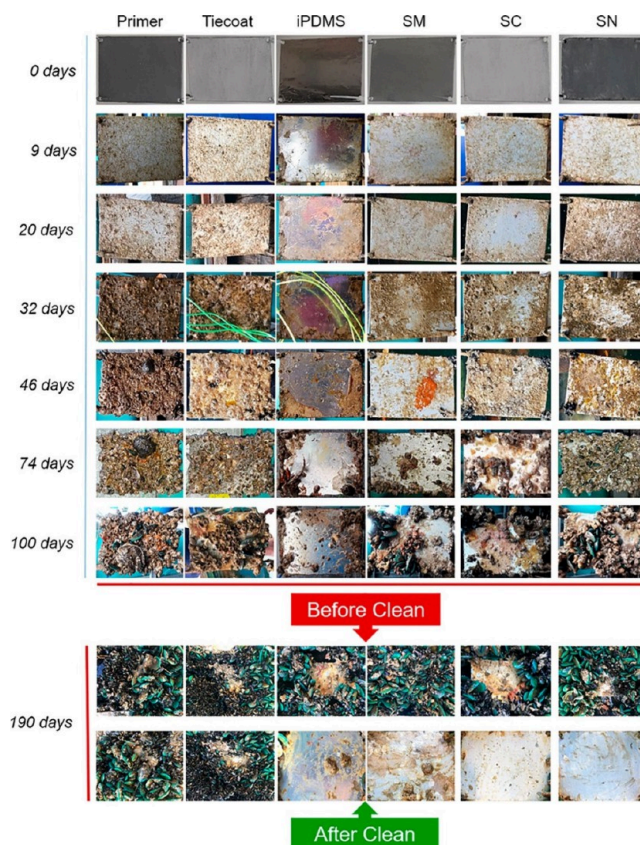 Primer Tiecoat iPDMS SM SC SN
0 days
9 days
20 days
32 days
46 days
74 days
100 days
Before Clean
190 days
After Clean